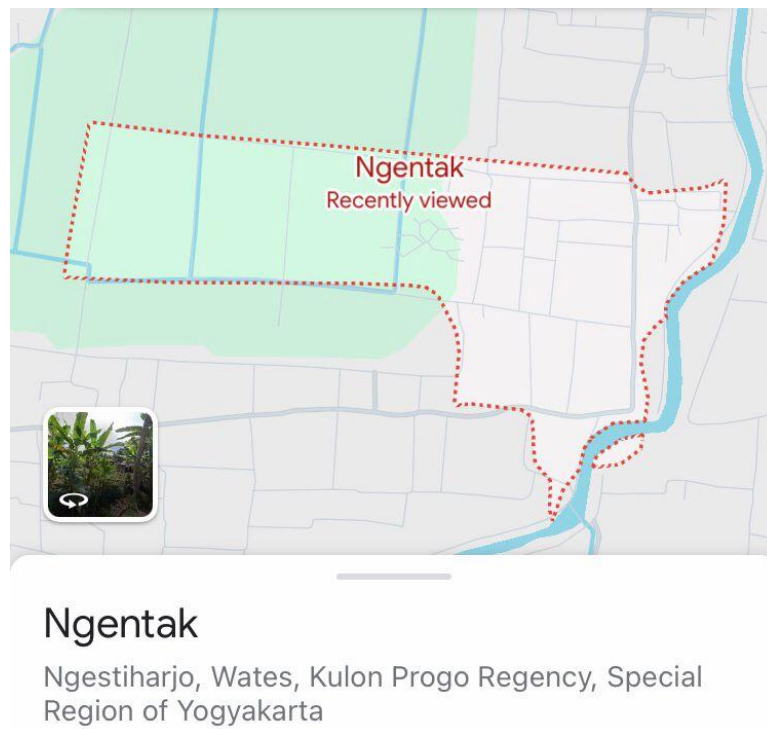 Ngentak
Recently viewed
Ngentak
Ngestiharjo, Wates, Kulon Progo Regency, Special
Region of Yogyakarta